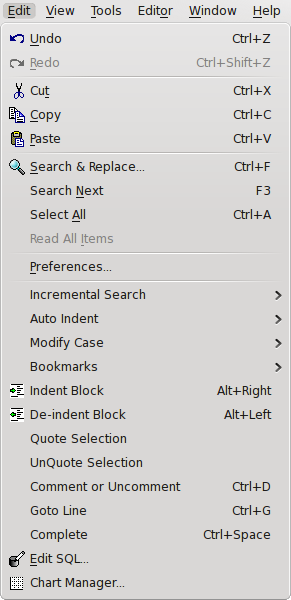 Edit View Tools Editor Window Help
Undo Ctrl+Z
Redo Ctrl+Shift+Z
Cut Ctrl+X
Copy Ctrl+C
Paste Ctrl+V
Search & Replace... Ctrl+F
Search Next F3
Select All Ctrl+A
Read All Items
Preferences...
Incremental Search
Auto Indent
Modify Case
Bookmarks
Indent Block Alt+Right
De-indent Block Alt+Left
Quote Selection
UnQuote Selection
Comment or Uncomment Ctrl+D
Goto Line Ctrl+G
Complete Ctrl+Space
Edit SQL...
Chart Manager...